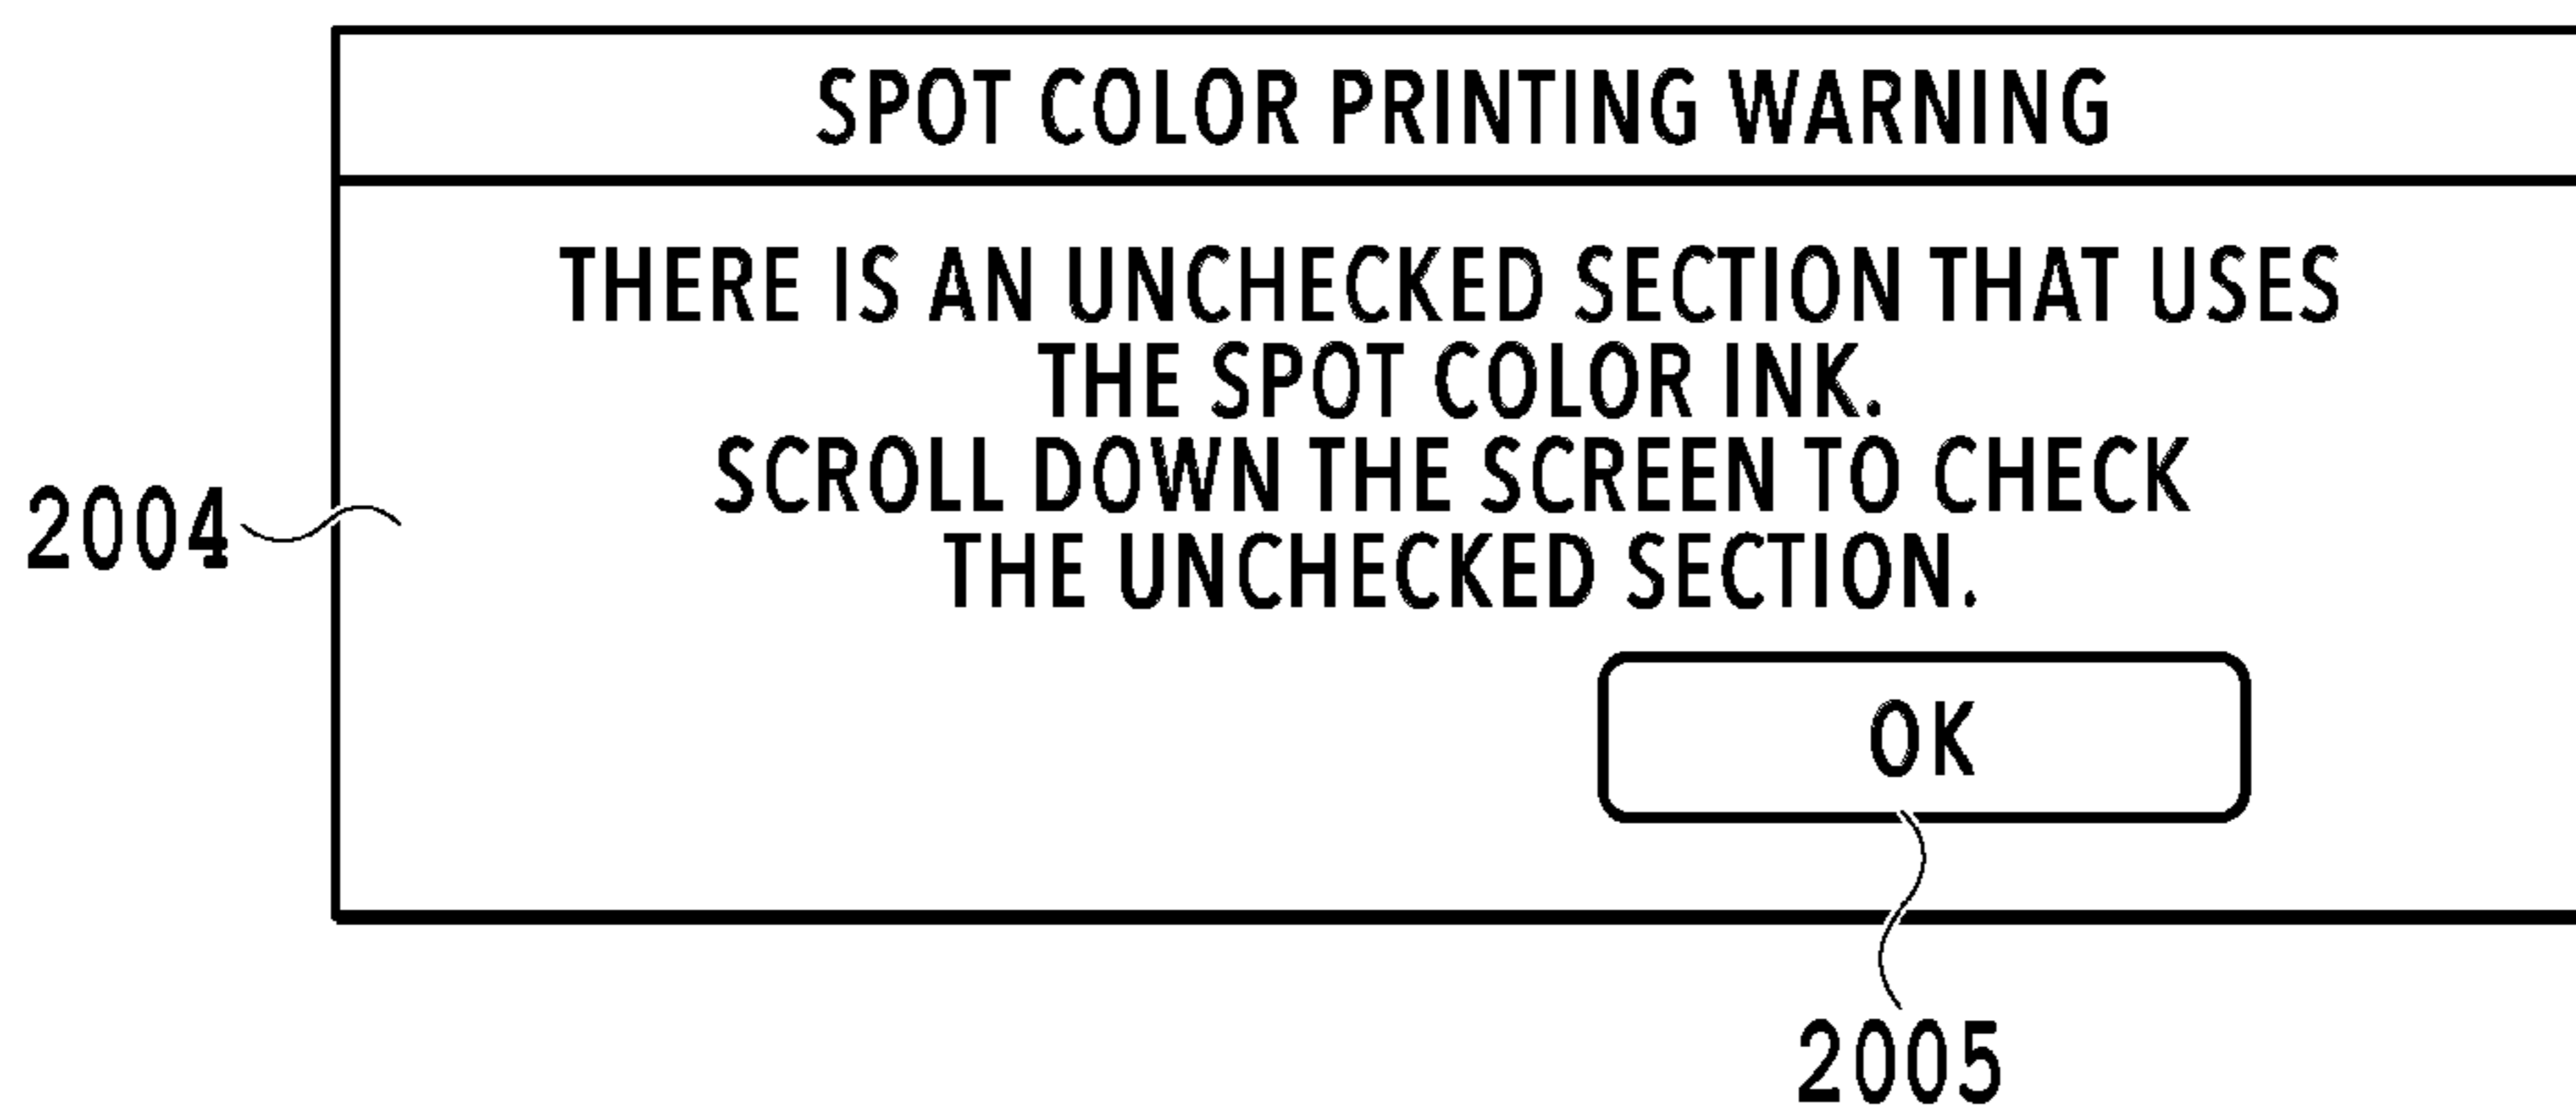 SPOT COLOR PRINTING WARNING
THERE IS AN UNCHECKED SECTION THAT USES
THE SPOT COLOR INK.
SCROLL DOWN THE SCREEN TO CHECK
THE UNCHECKED SECTION.
2004
OK
2005